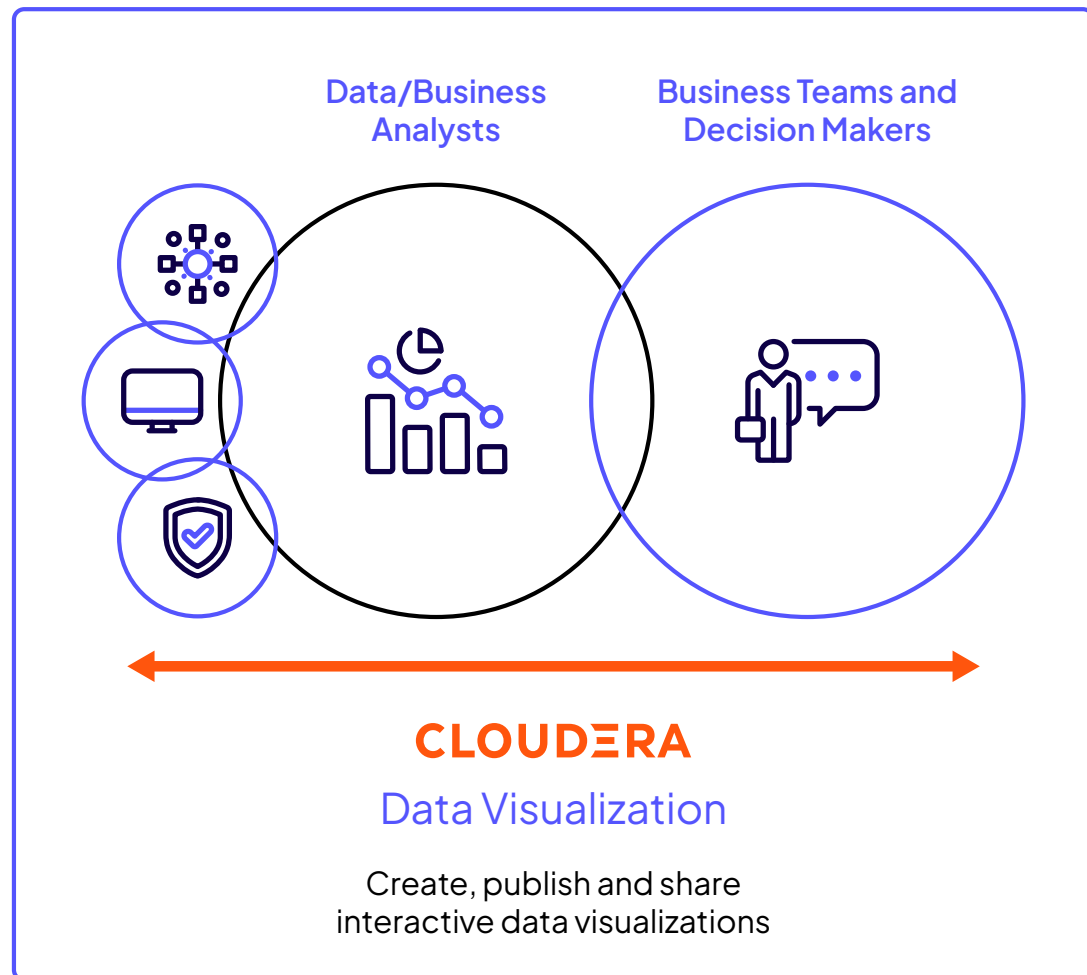 Data/Business
Analysts
Business Teams and
Decision Makers
CLOUDERA
Data Visualization
Create, publish and share
interactive data visualizations